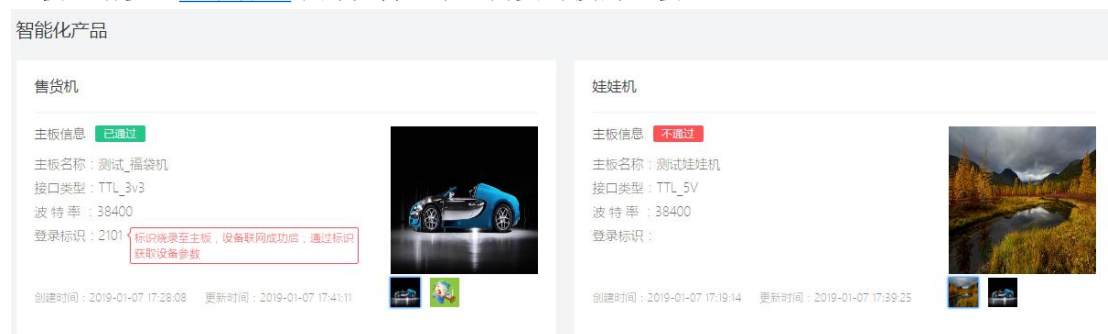 智能化产品
售货机
主板信息 已通过
主板名称：测试_福袋机
接口类型：TTL_3v3
波 特 率 ：38400
登录标识：2101
标识烧录至主板，设备联网成功后，通过标识
获取设备参数
创建时间：2019-01-07 17:28:08 更新时间：2019-01-07 17:41:11
娃娃机
主板信息 不通过
主板名称：测试娃娃机
接口类型：TTL_5V
波 特 率 ：38400
登录标识：
创建时间：2019-01-07 17:19:14 更新时间：2019-01-07 17:39:25